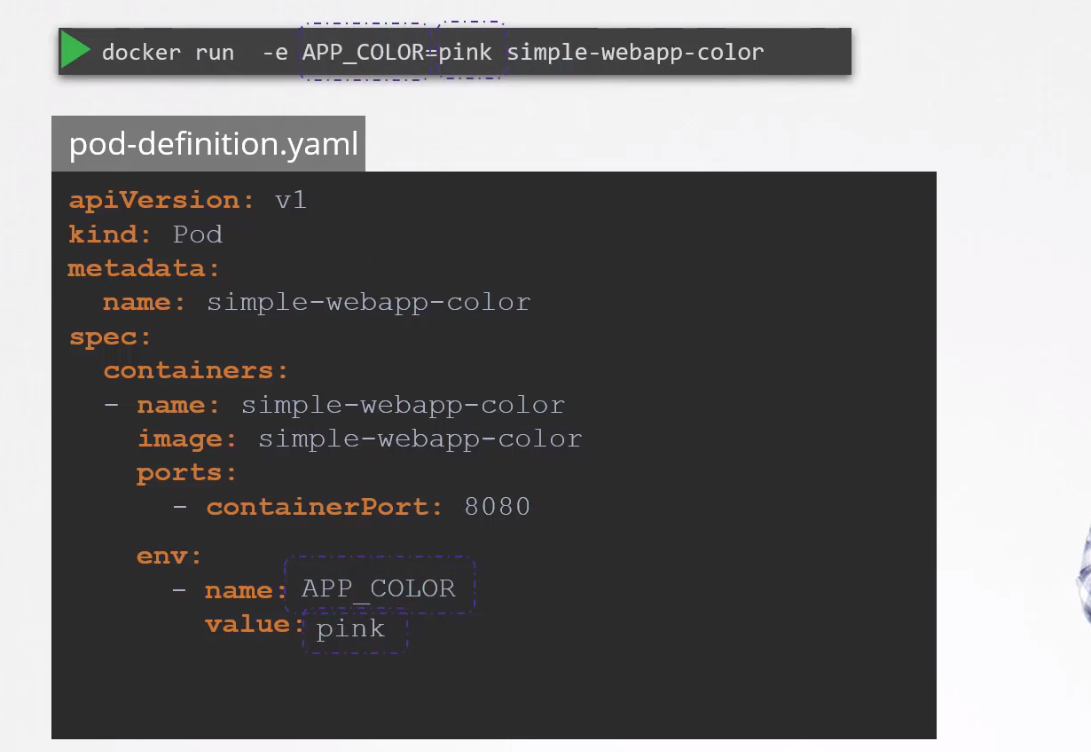 docker run -e APP_COLOR=pink simple-webapp-color
pod-definition.yaml
apiVersion: v1
kind: Pod
metadata:
  name: simple-webapp-color
spec:
  containers:
  - name: simple-webapp-color
    image: simple-webapp-color
    ports:
      - containerPort: 8080
    env:
      - name: APP_COLOR
        value: pink